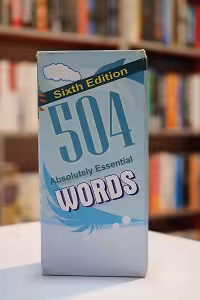 Sixth Edition
504
Absolutely Essential
WORDS